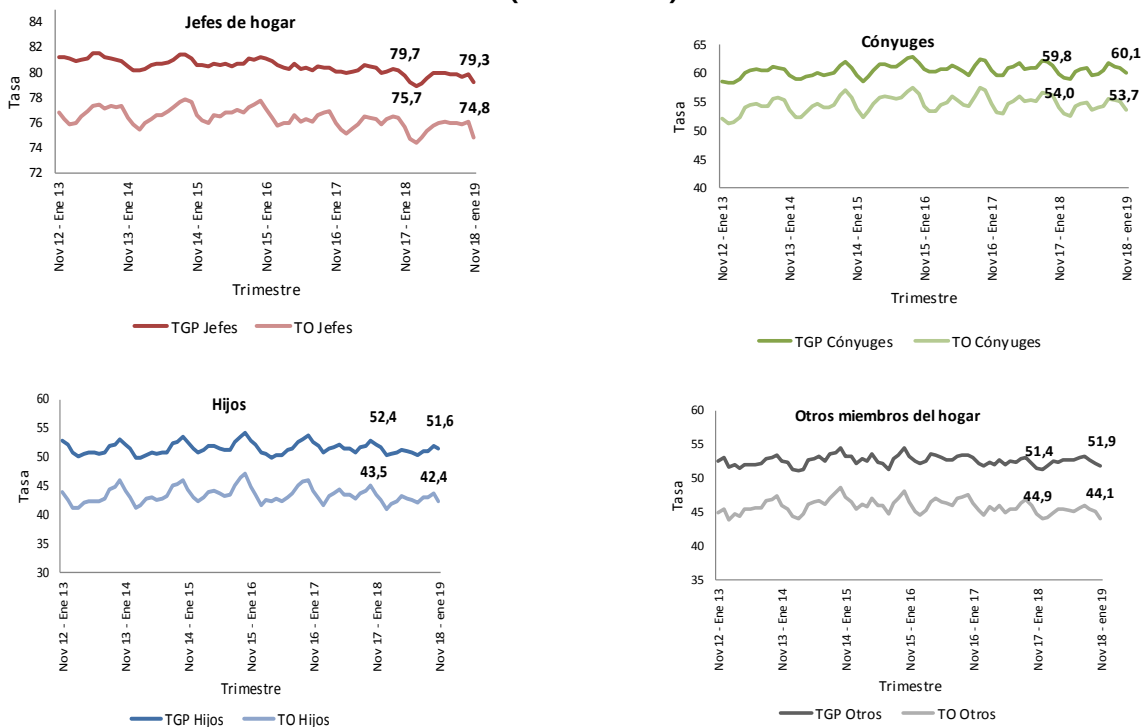 Jefes de hogar
84
82
80
78
76
74
72
79,7
79,3
75,7
74,8
Tasa
Nov 12 - Ene 13
Nov 13 - Ene 14
Nov 14 - Ene 15
Nov 15 - Ene 16
Nov 16 - Ene 17
Nov 17 - Ene 18
Nov 18 - ene 19
Trimestre
TGP Jefes
TO Jefes
Cónyuges
65
60
55
50
45
40
59,8
60,1
54,0
53,7
Tasa
Nov 12 - Ene 13
Nov 13 - Ene 14
Nov 14 - Ene 15
Nov 15 - Ene 16
Nov 16 - Ene 17
Nov 17 - Ene 18
Nov 18 - ene 19
Trimestre
TGP Cónyuges
TO Cónyuges
Hijos
60
55
50
45
40
35
30
52,4
51,6
43,5
42,4
Tasa
Nov 12 - Ene 13
Nov 13 - Ene 14
Nov 14 - Ene 15
Nov 15 - Ene 16
Nov 16 - Ene 17
Nov 17 - Ene 18
Nov 18 - ene 19
Trimestre
TGP Hijos
TO Hijos
Otros miembros del hogar
60
55
50
45
40
35
51,4
51,9
44,9
44,1
Tasa
Nov 12 - Ene 13
Nov 13 - Ene 14
Nov 14 - Ene 15
Nov 15 - Ene 16
Nov 16 - Ene 17
Nov 17 - Ene 18
Nov 18 - ene 19
Trimestre
TGP Otros
TO Otros